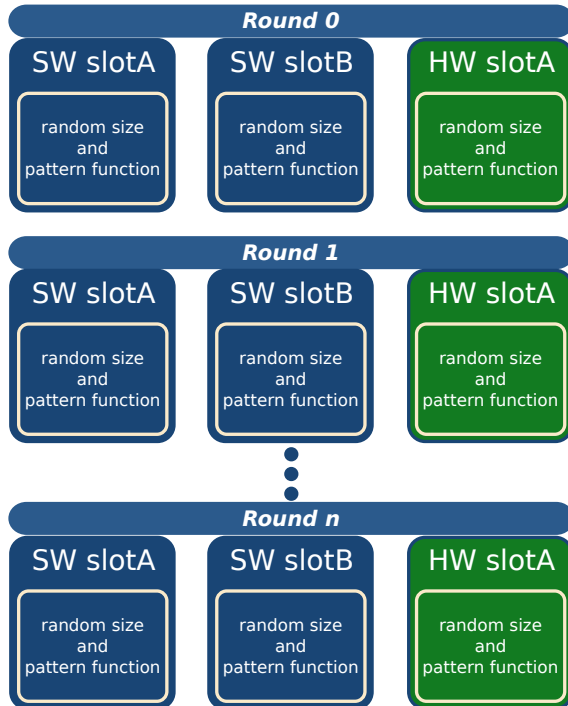 Round 0
SW slotA
SW slotB
HW slotA
random size
and
pattern function
random size
and
pattern function
random size
and
pattern function
Round 1
SW slotA
SW slotB
HW slotA
random size
and
pattern function
random size
and
pattern function
random size
and
pattern function
Round n
SW slotA
SW slotB
HW slotA
random size
and
pattern function
random size
and
pattern function
random size
and
pattern function